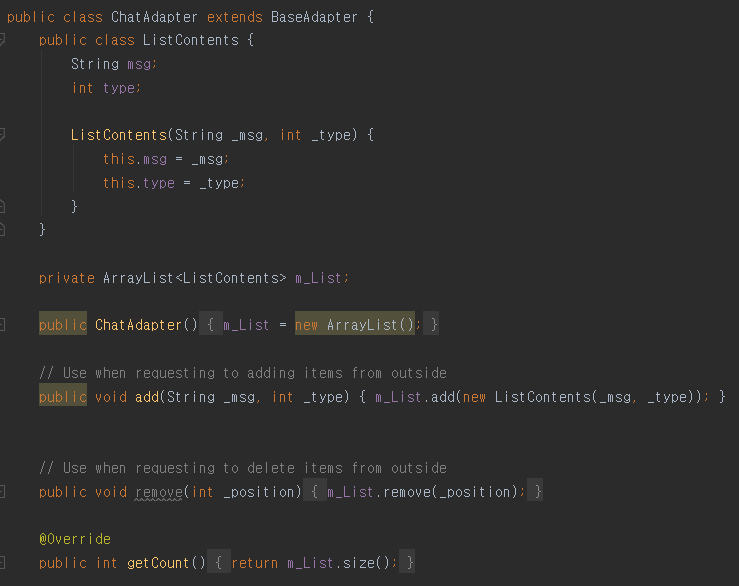 public class ChatAdapter extends BaseAdapter {
public class ListContents {
String msg;
int type;
ListContents(String _msg, int _type) {
this.msg = _msg;
this.type = _type;
}
}
private ArrayList<ListContents> m_List;
public ChatAdapter() { m_List = new ArrayList(); }
// Use when requesting to adding items from outside
public void add(String _msg, int _type) { m_List.add(new ListContents(_msg, _type)); }
// Use when requesting to delete items from outside
public void remove(int _position) { m_List.remove(_position); }
@Override
public int getCount() { return m_List.size(); }